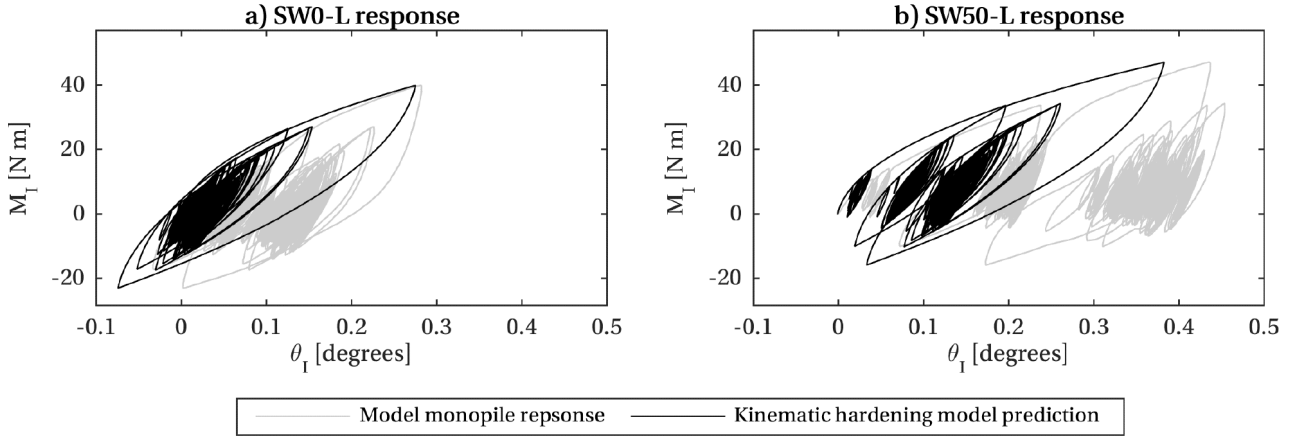 a) SW0-L response
b) SW50-L response
40
20
0
-20
M_I [N m]
-0.1 0 0.1 0.2 0.3 0.4 0.5
θ_I [degrees]
40
20
0
-20
M_I [N m]
-0.1 0 0.1 0.2 0.3 0.4 0.5
θ_I [degrees]
Model monopile repsonse Kinematic hardening model prediction